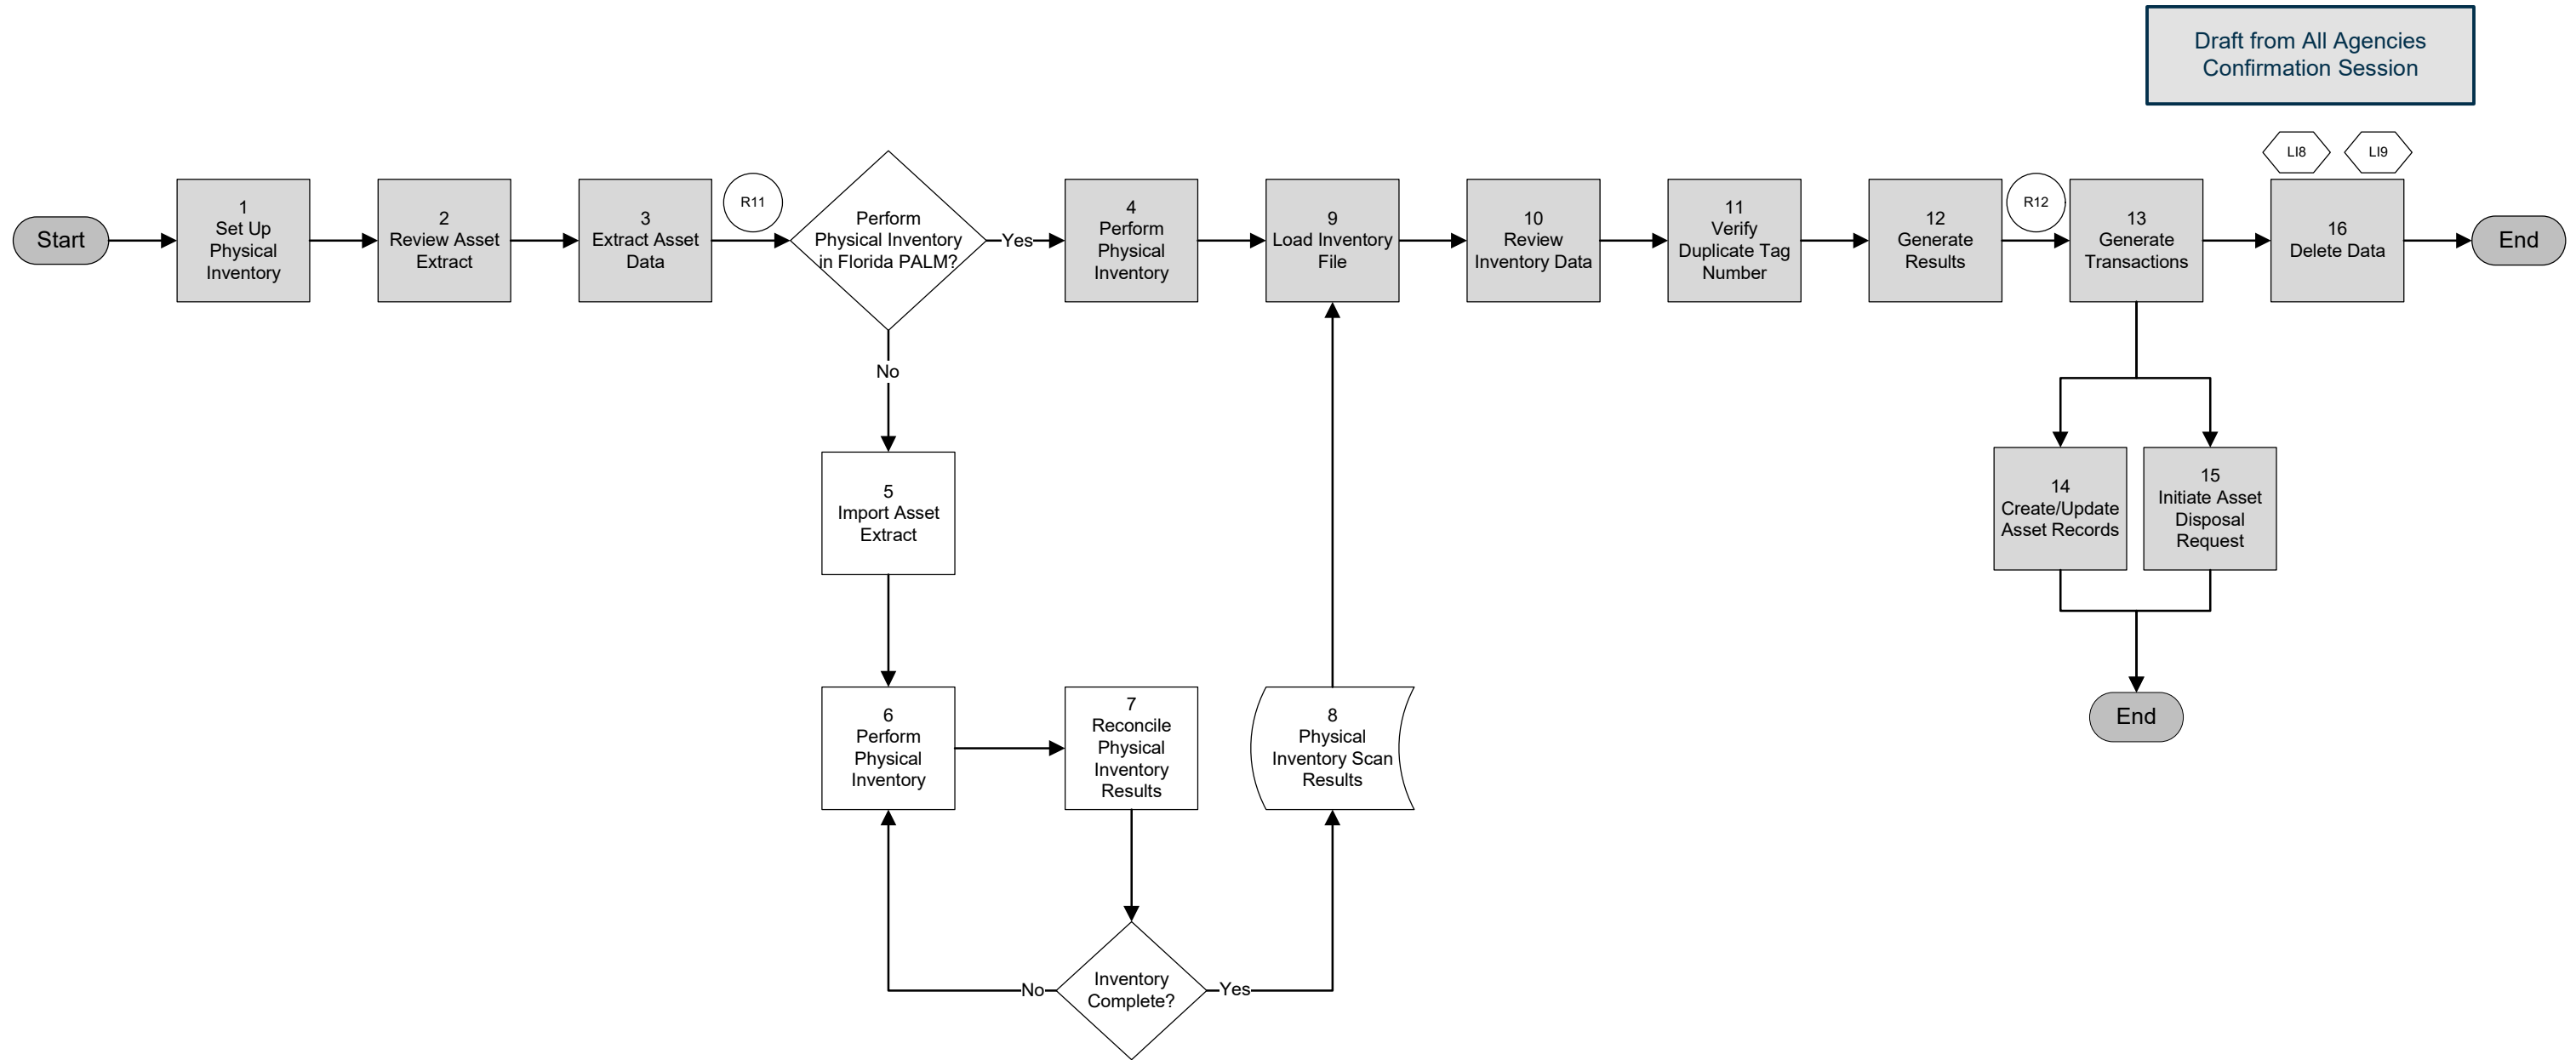 Draft from All Agencies
Confirmation Session
LI8
LI9
Start
1
Set Up
Physical
Inventory
2
Review Asset
Extract
3
Extract Asset
Data
R11
Perform
Physical Inventory
in Florida PALM?
Yes
4
Perform
Physical
Inventory
9
Load Inventory
File
10
Review
Inventory Data
11
Verify
Duplicate Tag
Number
12
Generate
Results
R12
13
Generate
Transactions
16
Delete Data
End
No
5
Import Asset
Extract
14
Create/Update
Asset Records
15
Initiate Asset
Disposal
Request
6
Perform
Physical
Inventory
7
Reconcile
Physical
Inventory
Results
8
Physical
Inventory Scan
Results
End
No
Inventory
Complete?
Yes